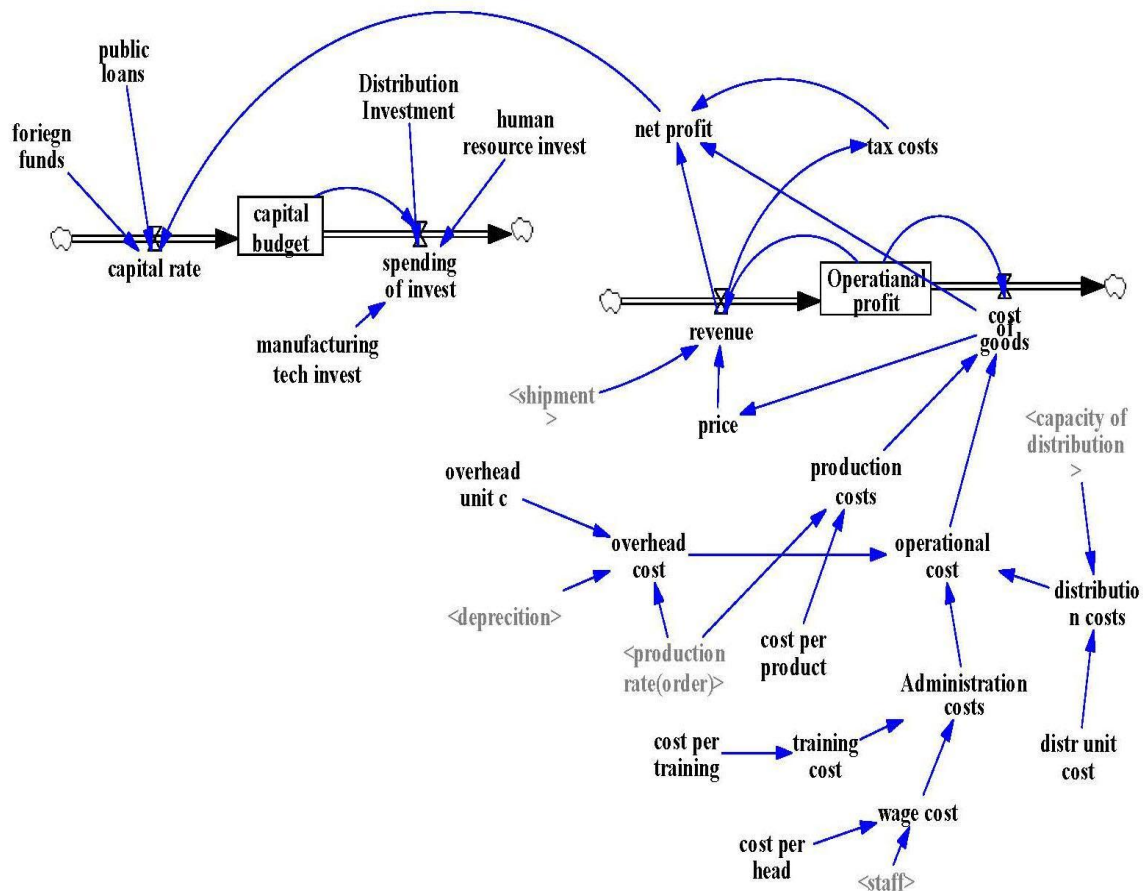 public
loans
foriegn
funds
Distribution
Investment
human
resource invest
net profit
tax costs
capital
budget
capital rate
spending
of invest
Operational
profit
manufacturing
tech invest
revenue
cost
of
goods
<shipment
>
price
<capacity of
distribution
>
overhead
unit c
production
costs
overhead
cost
operational
cost
<deprecition>
distributio
n costs
<production
rate(order)>
cost per
product
Administration
costs
cost per
training
training
cost
distr unit
cost
wage cost
cost per
head
<staff>